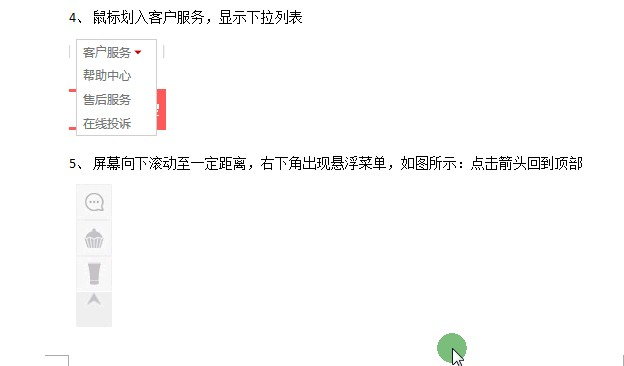 4、鼠标划入客户服务，显示下拉列表
客户服务
帮助中心
售后服务
在线投诉
5、屏幕向下滚动至一定距离，右下角出现悬浮菜单，如图所示：点击箭头回到顶部